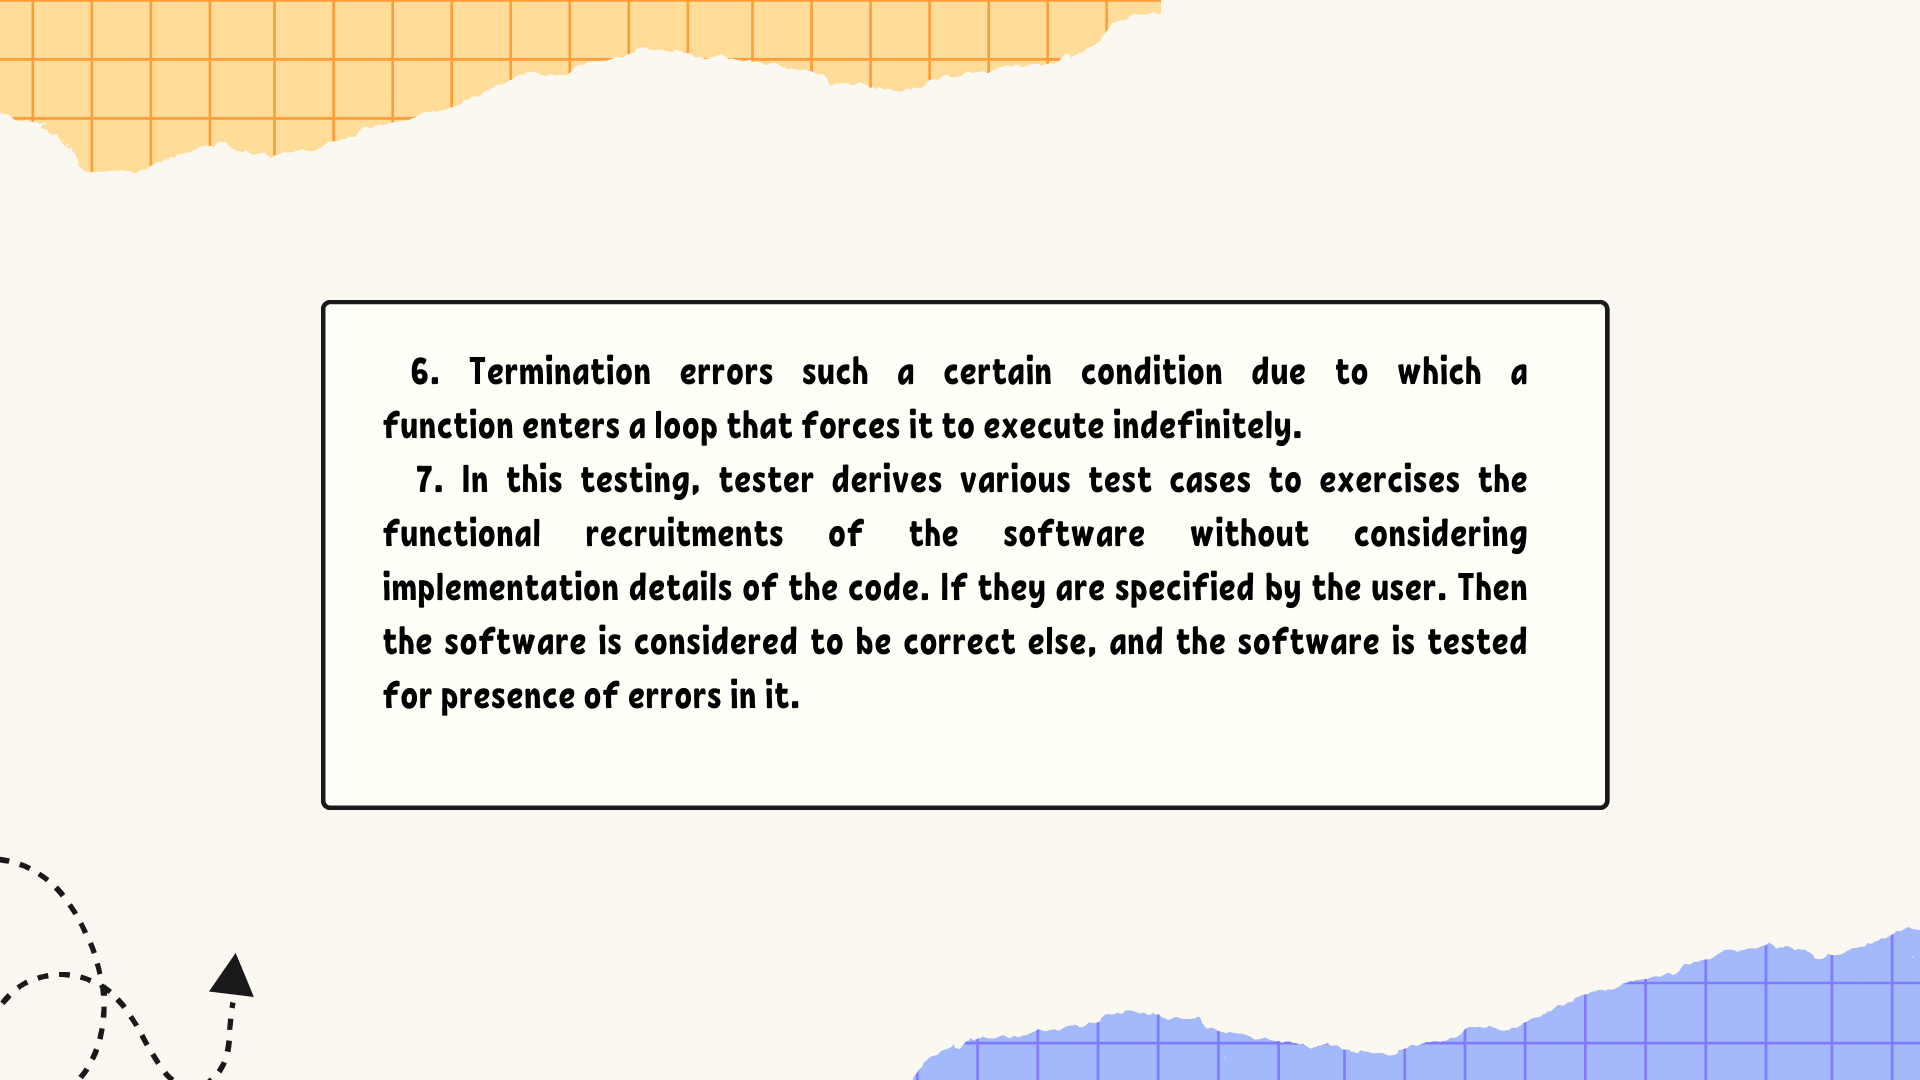 6. Termination errors such a certain condition due to which a
function enters a loop that forces it to execute indefinitely.
7. In this testing, tester derives various test cases to exercises the
functional recruitments of the software without considering
implementation details of the code. If they are specified by the user. Then
the software is considered to be correct else, and the software is tested
for presence of errors in it.